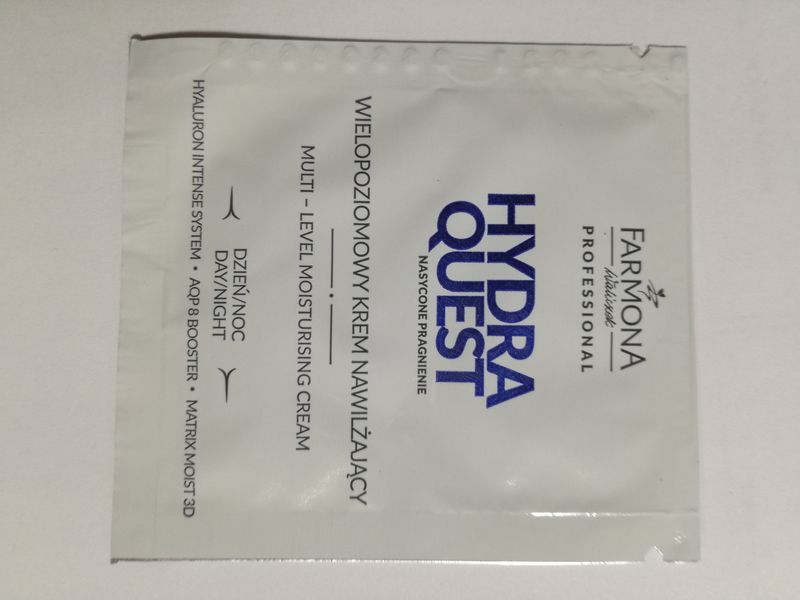 FARMONA
Waliczek
PROFESSIONAL
HYDRA
QUEST
NASYCONE PRAGNIENIE
WIELOPOZIOMOWY KREM NAWILŻAJĄCY
MULTI – LEVEL MOISTURISING CREAM
DZIEŃ/NOC
DAY/NIGHT
HYALURON INTENSE SYSTEM • AQP 8 BOOSTER • MATRIX MOIST 3D